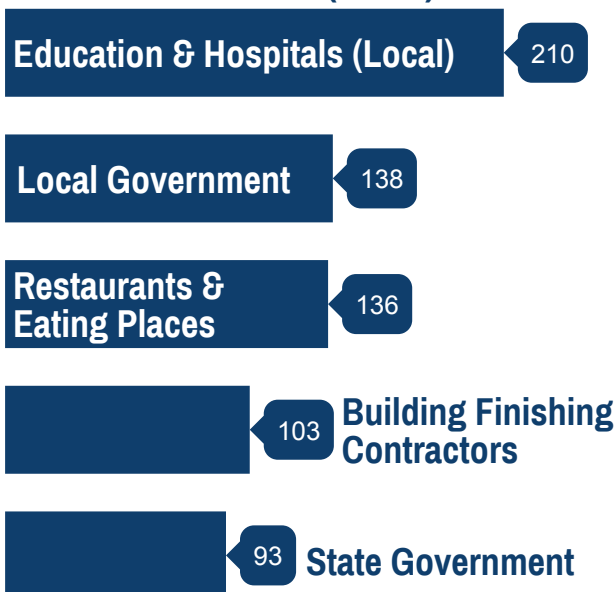 Education & Hospitals (Local)
210
Local Government
138
Restaurants &
Eating Places
136
103
Building Finishing
Contractors
93
State Government